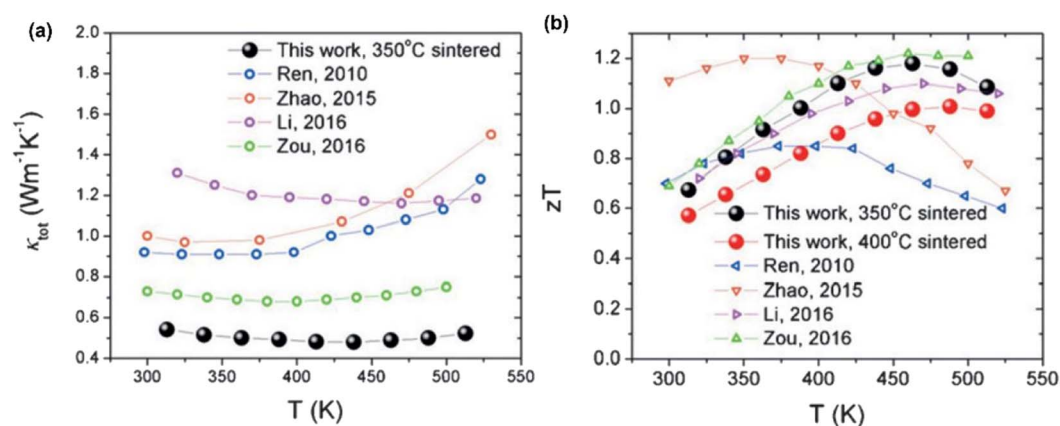 (a)
2.0
1.8
1.6
1.4
1.2
1.0
0.8
0.6
0.4
κtot (Wm-1K-1)
This work, 350°C sintered
Ren, 2010
Zhao, 2015
Li, 2016
Zou, 2016
300 350 400 450 500 550
T (K)
(b)
1.2
1.0
0.8
0.6
0.4
0.2
0.0
zT
This work, 350°C sintered
This work, 400°C sintered
Ren, 2010
Zhao, 2015
Li, 2016
Zou, 2016
300 350 400 450 500 550
T (K)